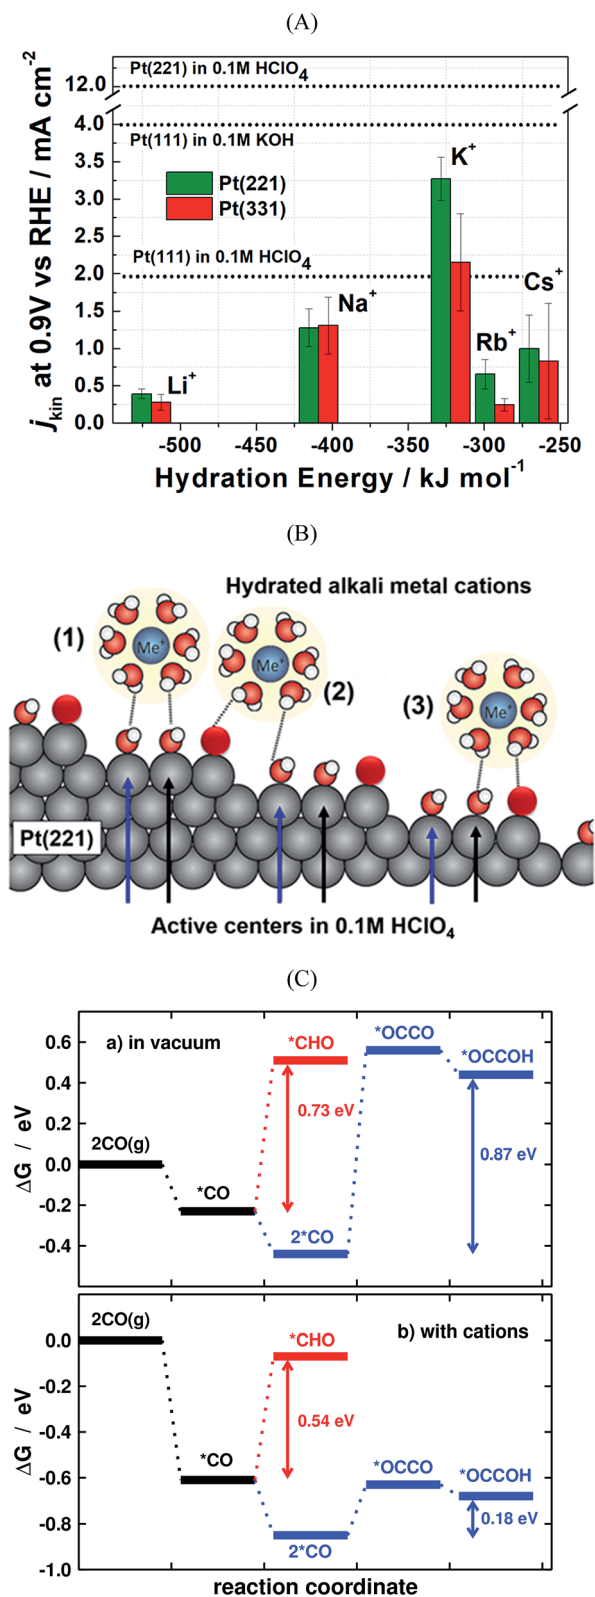 (A)
Pt(221) in 0.1M HClO4
12.0
4.0
Pt(111) in 0.1M KOH
K+
3.5
Pt(221)
3.0
Pt(331)
2.5
Pt(111) in 0.1M HClO4
2.0
Cs+
Na+
1.5
Rb+
1.0
Li+
0.5
0.0
jkin at 0.9V vs RHE / mA cm-2
-500 -450 -400 -350 -300 -250
Hydration Energy / kJ mol-1
(B)
Hydrated alkali metal cations
(1)
Me+
Me+
(2)
(3)
Me+
Pt(221)
Active centers in 0.1M HClO4
(C)
a) in vacuum
*CHO
*OCCO
*OCCOH
0.6
0.4
0.73 eV
0.2
2CO(g)
0.87 eV
0.0
*CO
-0.2
2*CO
-0.4
ΔG / eV
2CO(g)
b) with cations
0.0
*CHO
-0.2
0.54 eV
-0.4
*CO
*OCCO
*OCCOH
-0.6
0.18 eV
-0.8
2*CO
-1.0
ΔG / eV
reaction coordinate